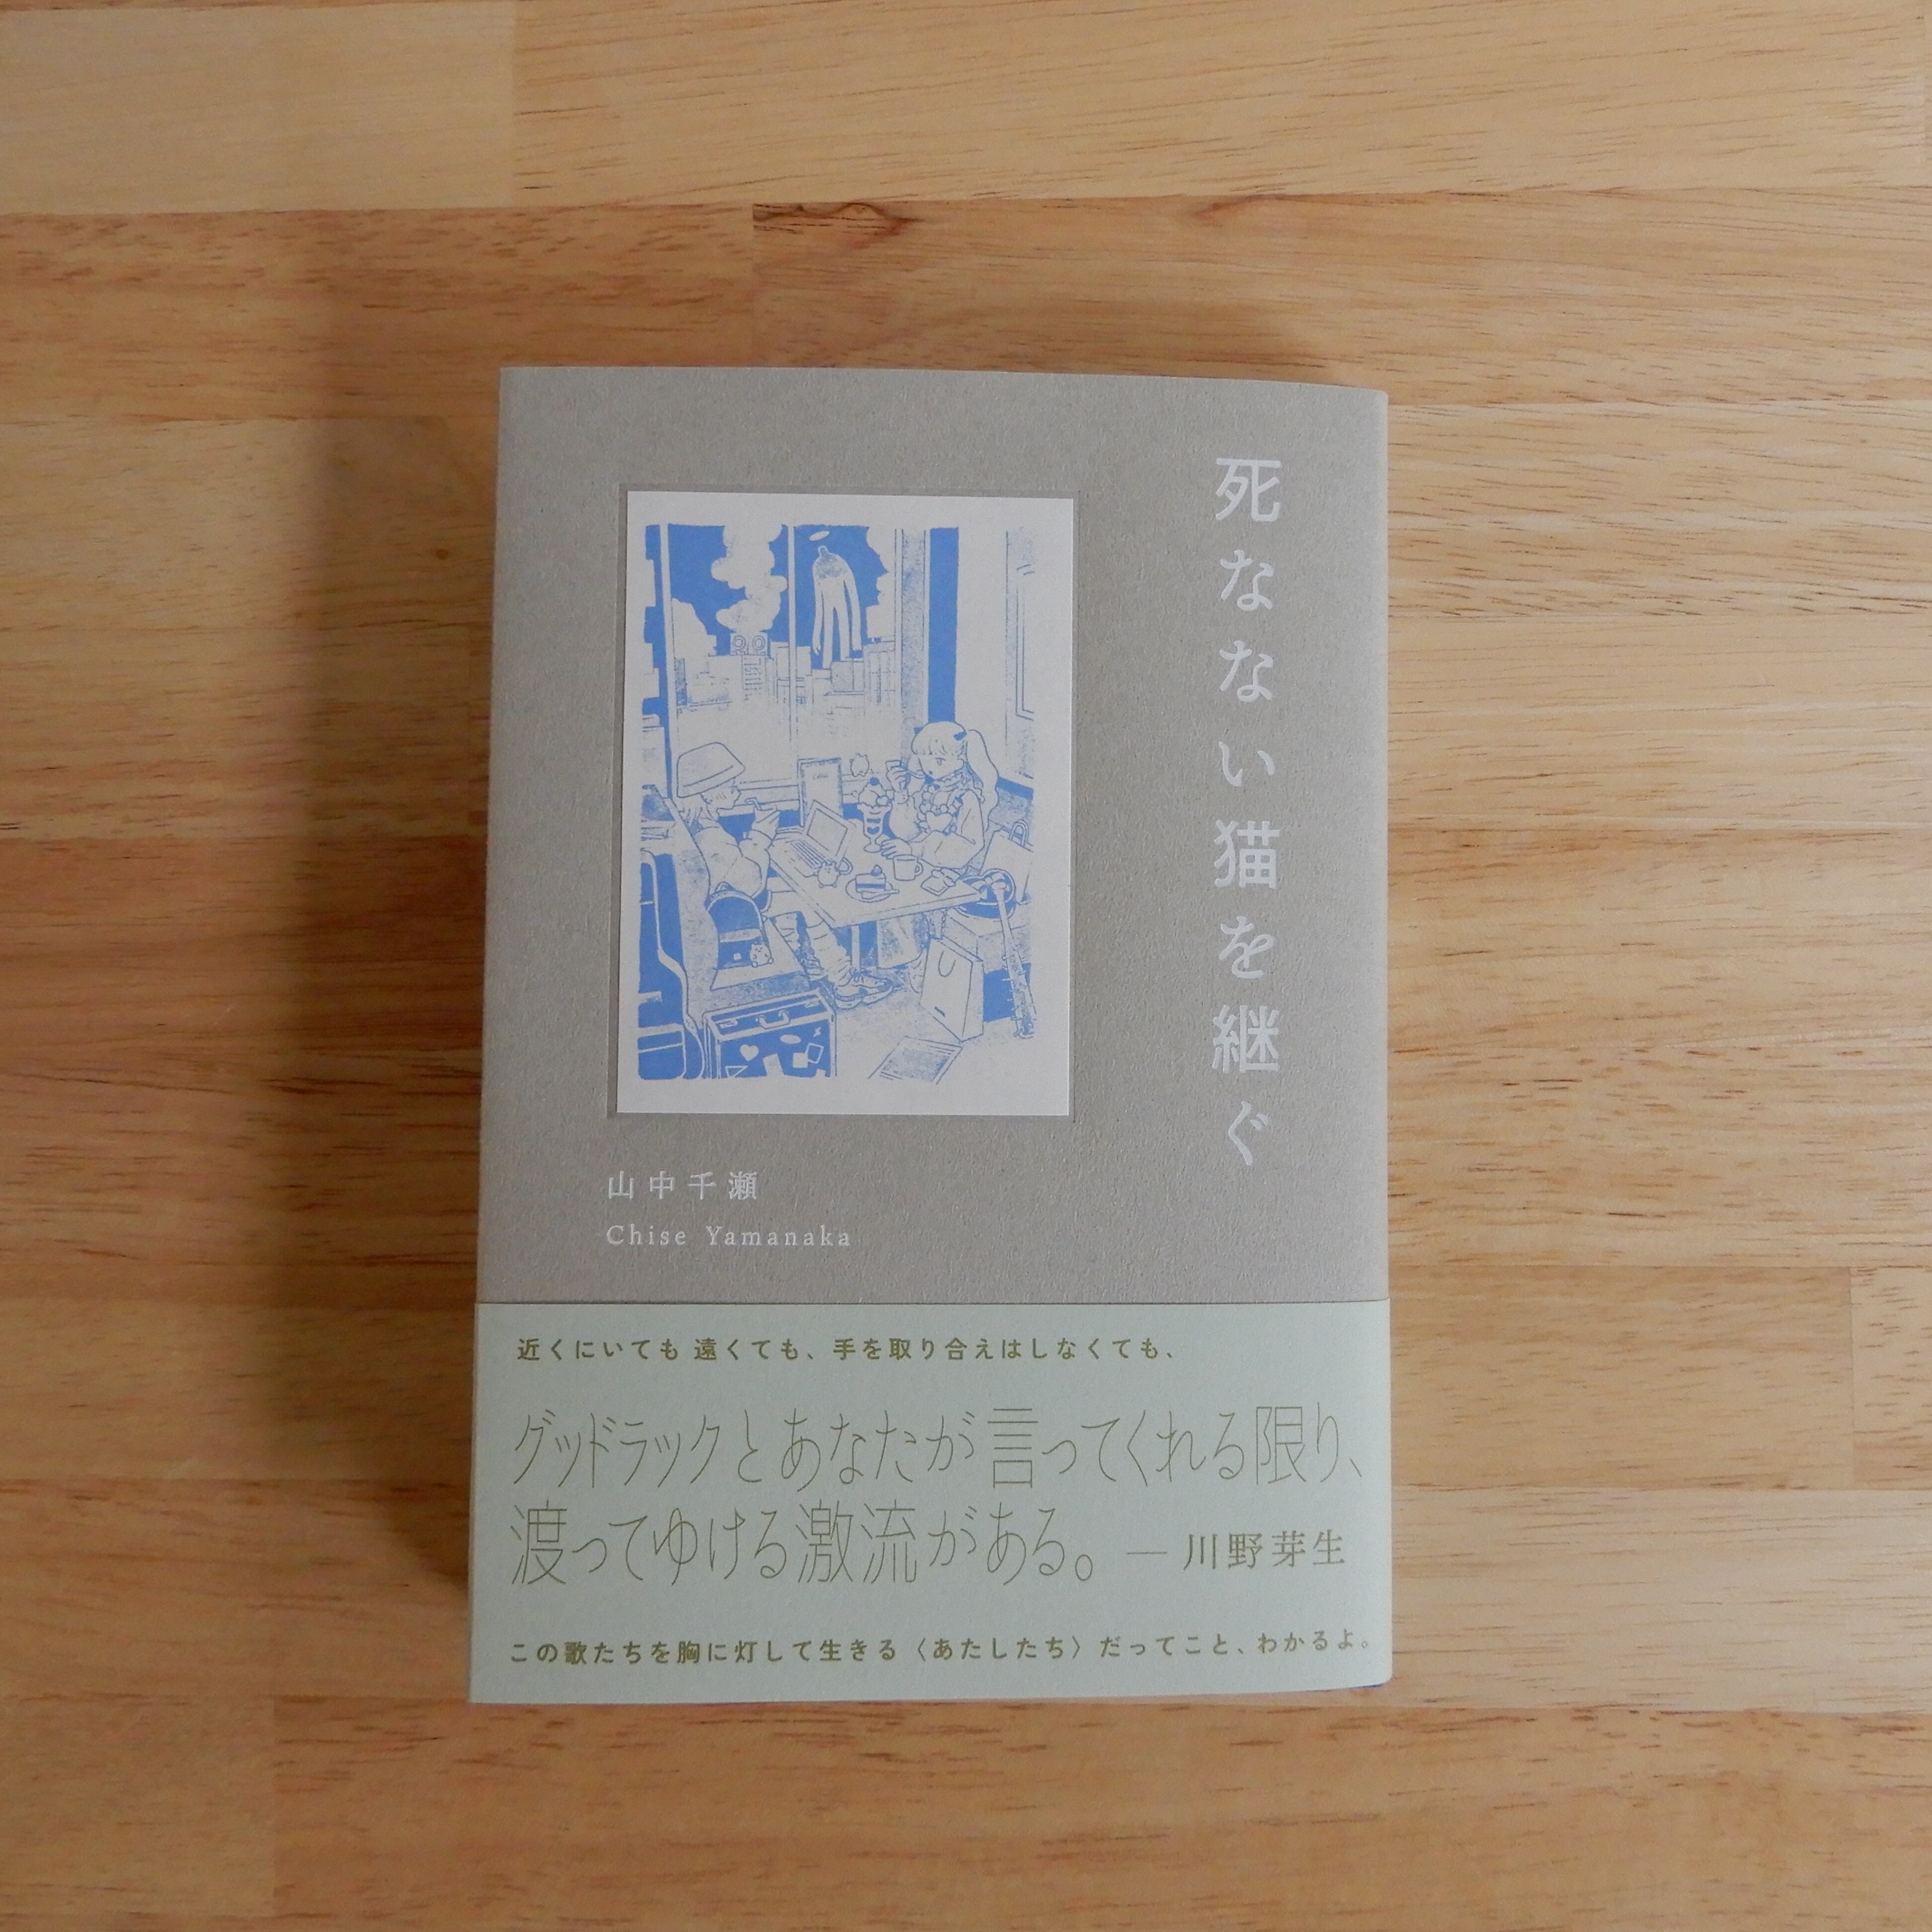 死なない猫を継ぐ
山中千瀬
Chise Yamanaka
近くにいても 遠くても、手を取り合えはしなくても、
グッドラックとあなたが言ってくれる限り、
渡ってゆける激流がある。 — 川野芽生
この歌たちを胸に灯して生きる〈あたしたち〉だってこと、わかるよ。